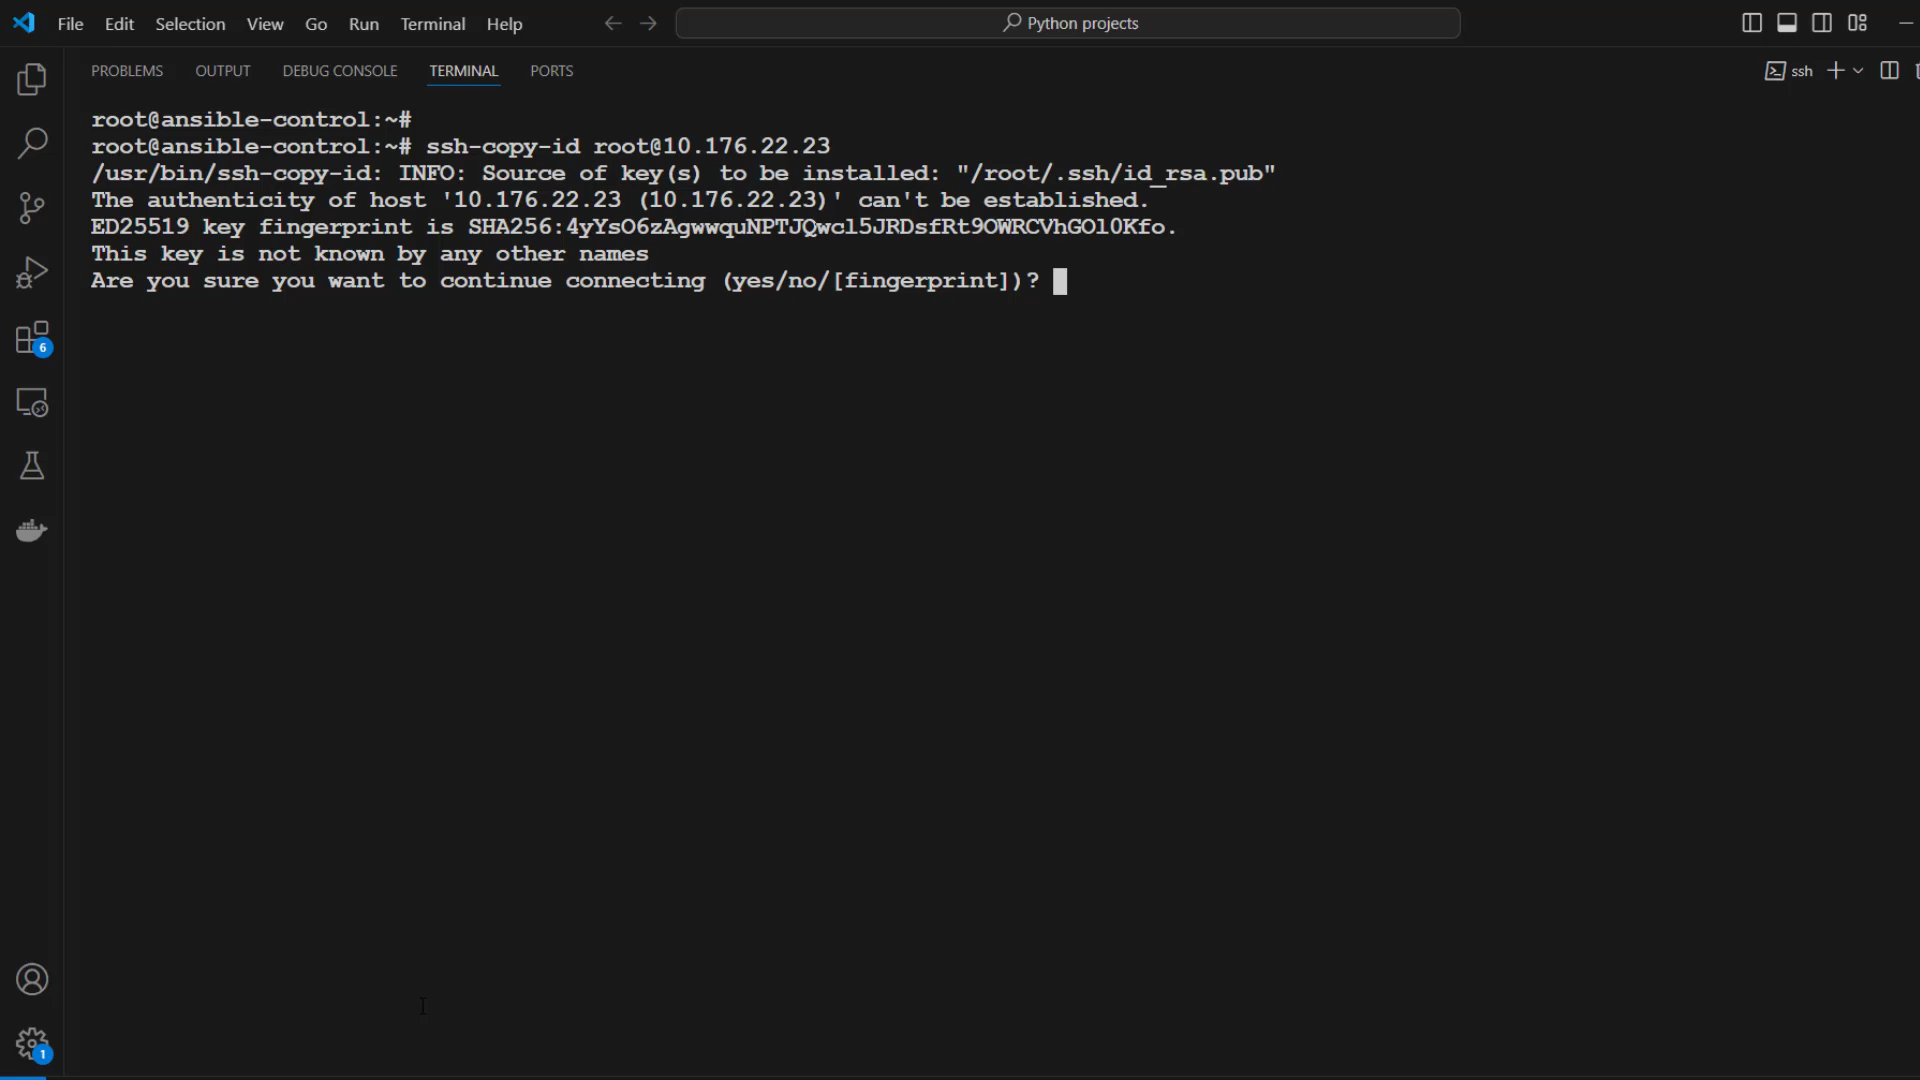 File Edit Selection View Go Run Terminal Help Python projects
PROBLEMS OUTPUT DEBUG CONSOLE TERMINAL PORTS ssh
root@ansible-control:~#
root@ansible-control:~# ssh-copy-id root@10.176.22.23
/usr/bin/ssh-copy-id: INFO: Source of key(s) to be installed: "/root/.ssh/id_rsa.pub"
The authenticity of host '10.176.22.23 (10.176.22.23)' can't be established.
ED25519 key fingerprint is SHA256:4yYsO6zAgwwquNPTJQwcl5JRDsfRt9OWRCVhGOl0Kfo.
This key is not known by any other names
Are you sure you want to continue connecting (yes/no/[fingerprint])?
6
1